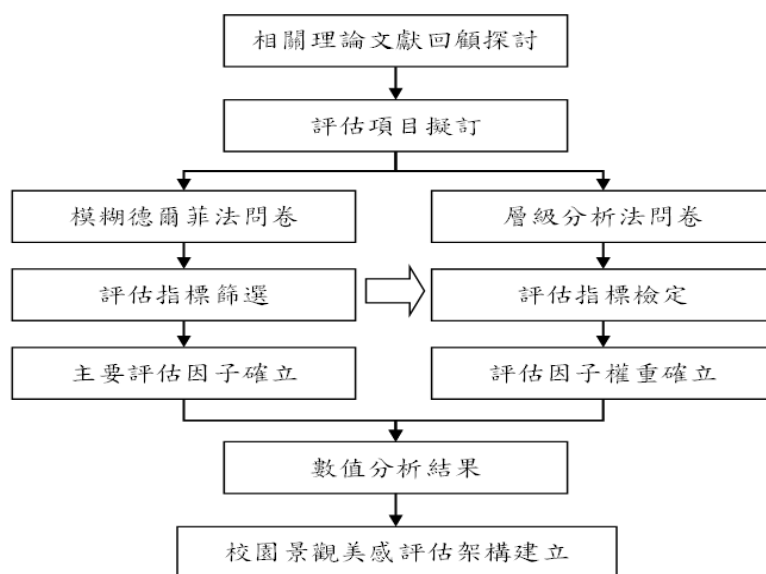 相關理論文獻回顧探討
評估項目擬訂
模糊德爾菲法問卷
層級分析法問卷
評估指標篩選
評估指標檢定
主要評估因子確立
評估因子權重確立
數值分析結果
校園景觀美感評估架構建立